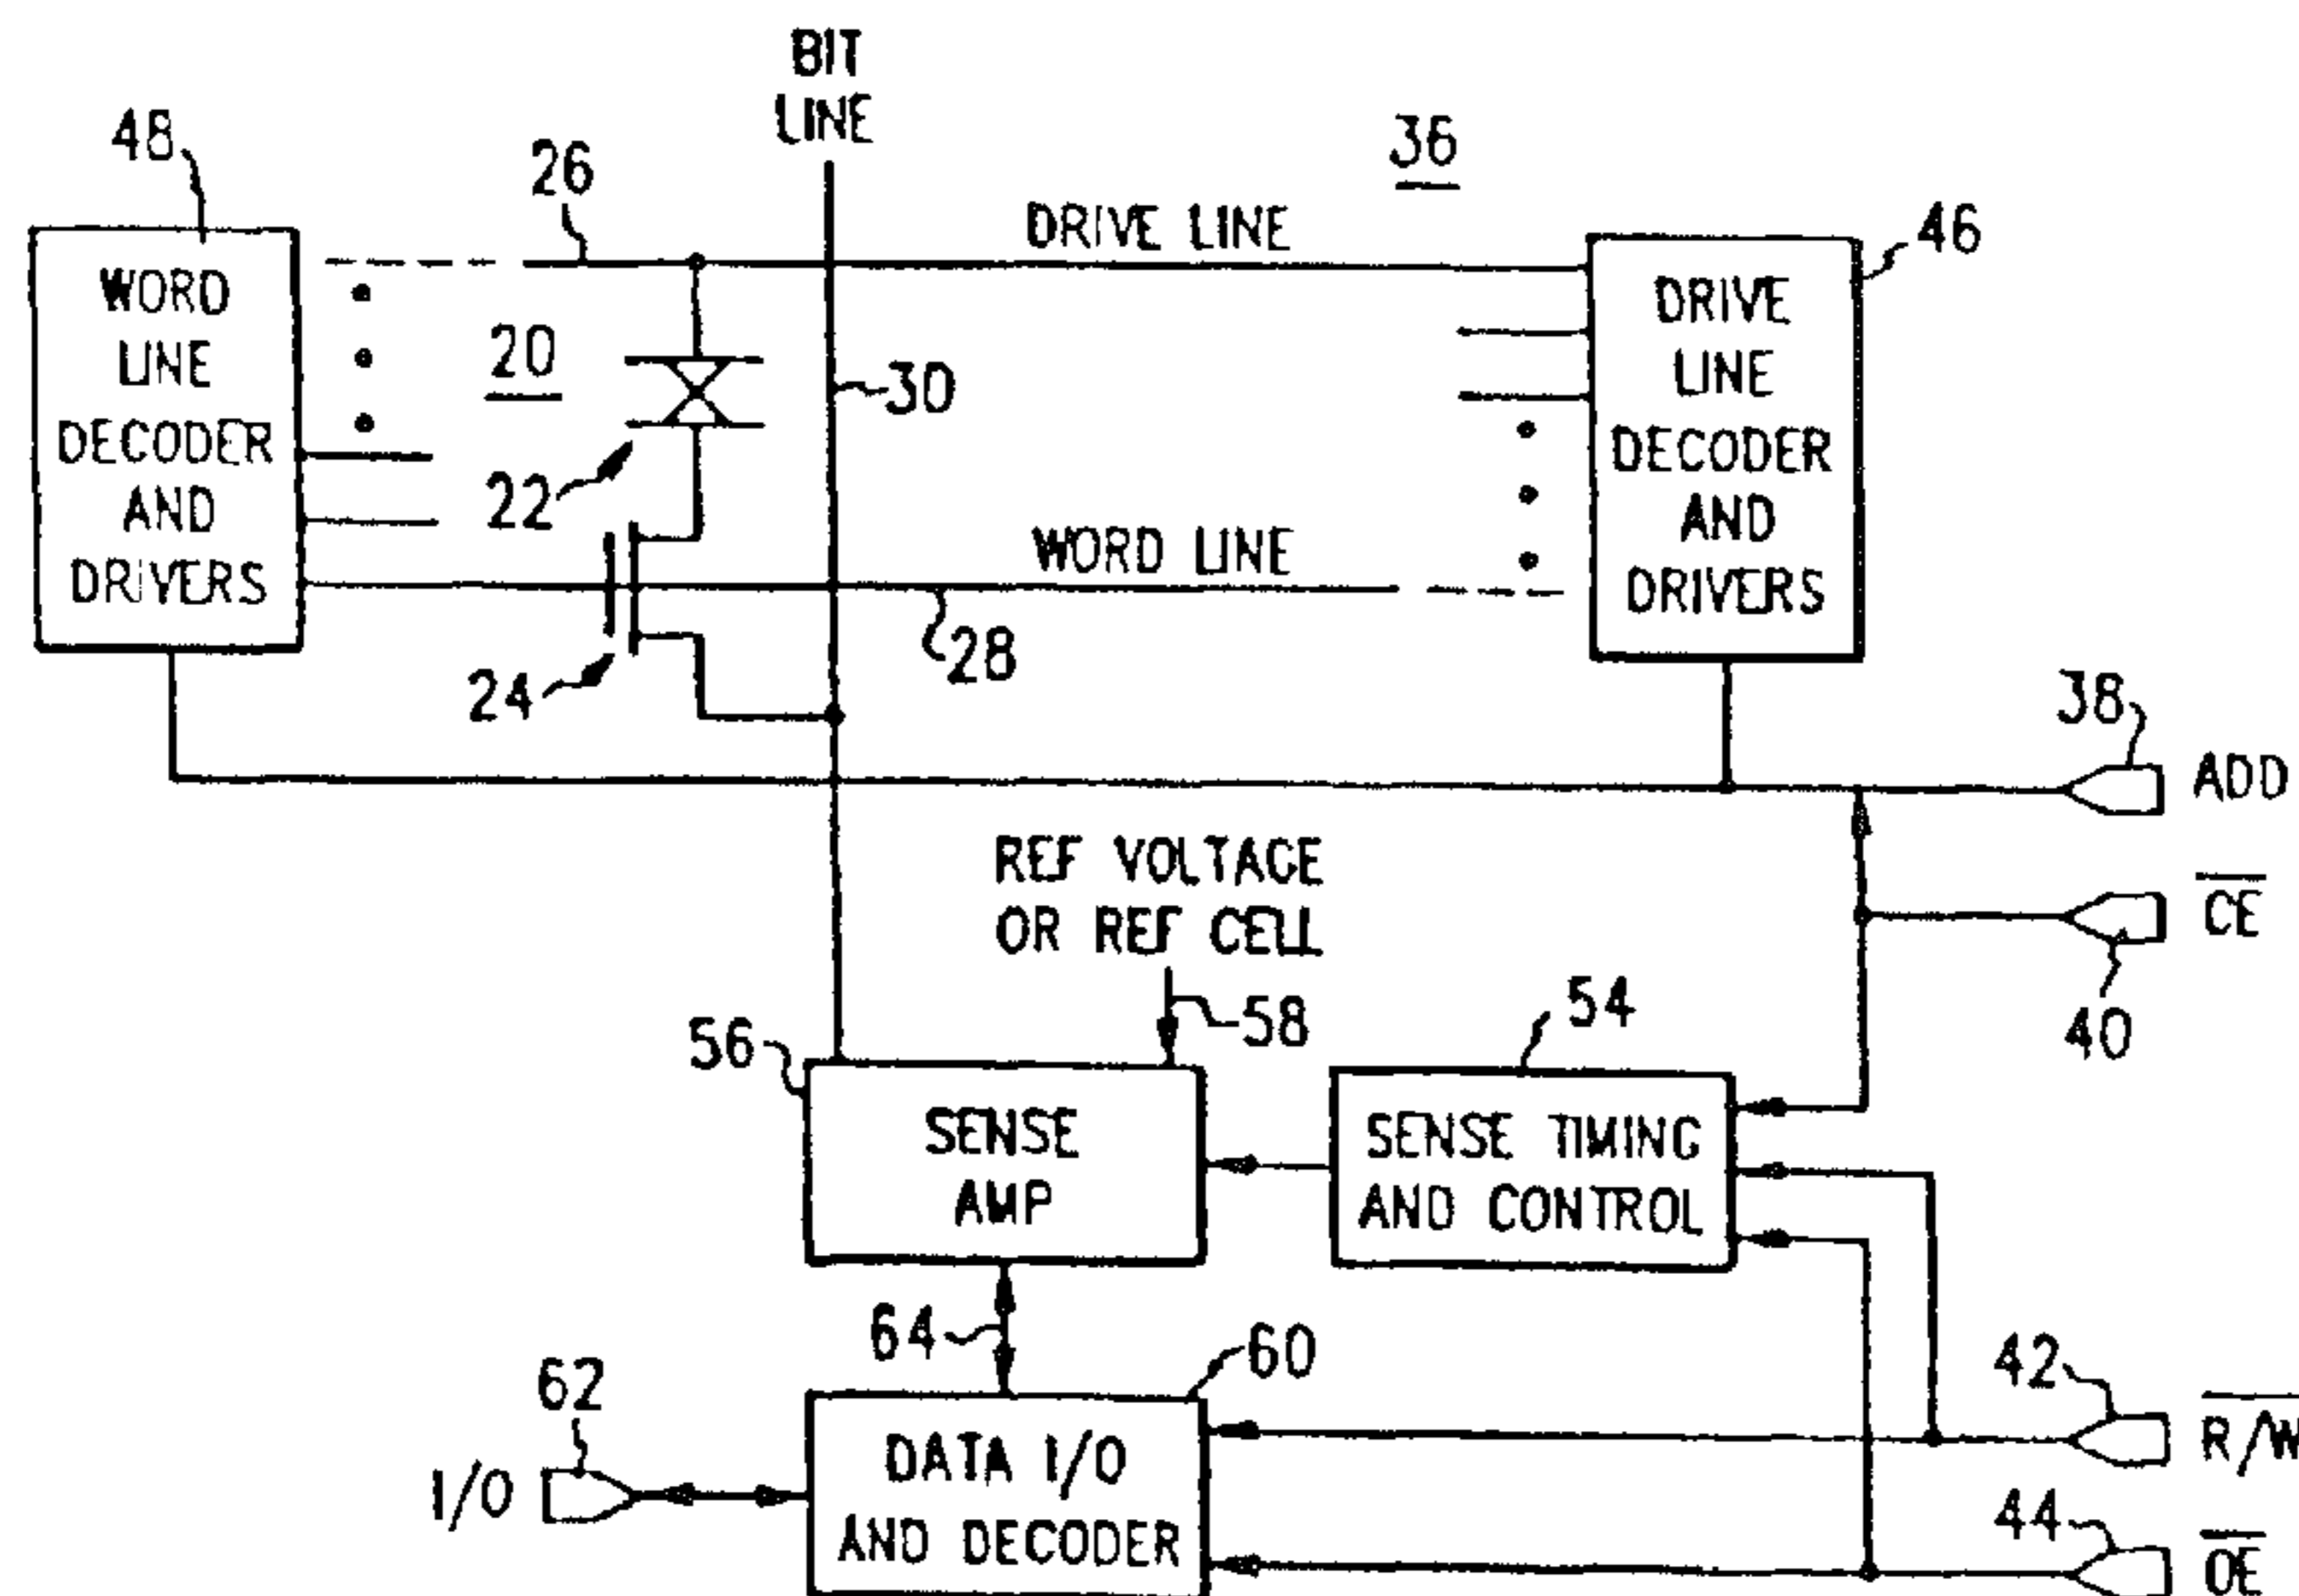 BIT
LINE
48
26
36
DRIVE LINE
46
WORD
LINE
DECODER
AND
DRIVERS
20
30
DRIVE
LINE
DECODER
AND
DRIVERS
22
WORD LINE
28
24
38
ADD
REF VOLTAGE
OR REF CELL
CE
40
58
54
56
SENSE
AMP
SENSE TIMING
AND CONTROL
64
60
62
42
R/W
I/O
DATA I/O
AND DECODER
44
OE